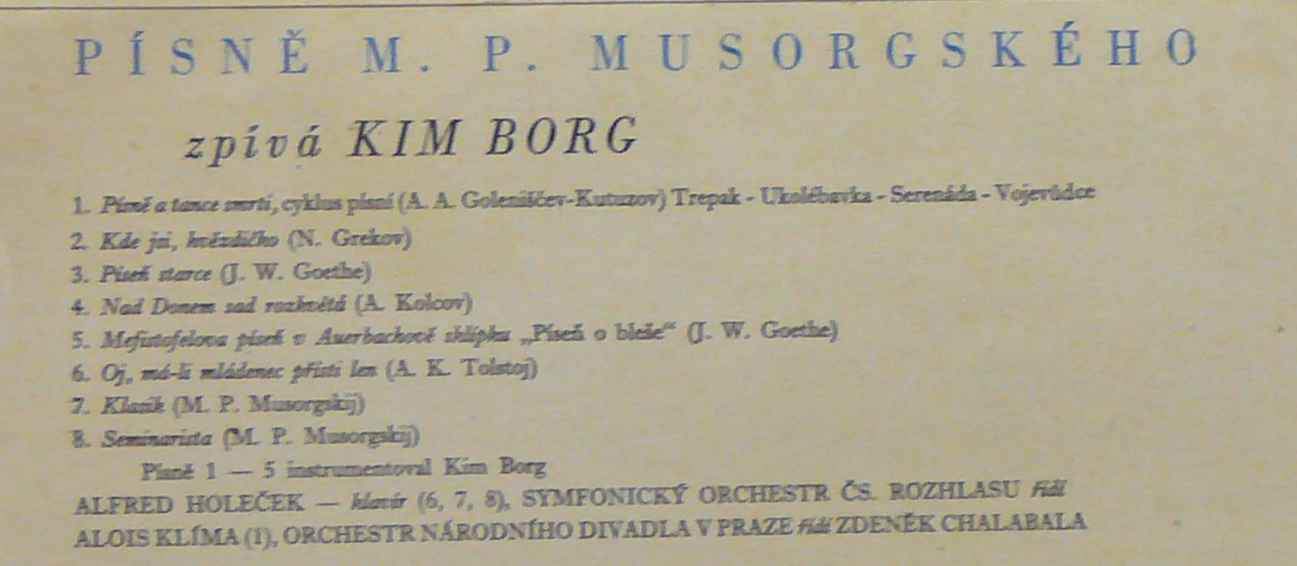 PÍSNĚ M. P. MUSORGSKÉHO
zpívá KIM BORG
1. Písně a tance smrti, cyklus písní (A. A. Goleniščev-Kutuzov) Trepak - Ukolébavka - Serenáda - Vojevůdce
2. Kde jsi, hvězdičko (N. Grekov)
3. Píseň starce (J. W. Goethe)
4. Nad Donem sad rozkvétá (A. Kolcov)
5. Mefistofelova píseň v Auerbachově sklípku „Píseň o bleše“ (J. W. Goethe)
6. Oj, má-li mládenec přísti len (A. K. Tolstoj)
7. Klasik (M. P. Musorgskij)
8. Seminarista (M. P. Musorgskij)
Písně 1 — 5 instrumentoval Kim Borg
ALFRED HOLEČEK — klavír (6, 7, 8), SYMFONICKÝ ORCHESTR ČS. ROZHLASU řídí
ALOIS KLÍMA (1), ORCHESTR NÁRODNÍHO DIVADLA V PRAZE řídí ZDENĚK CHALABALA